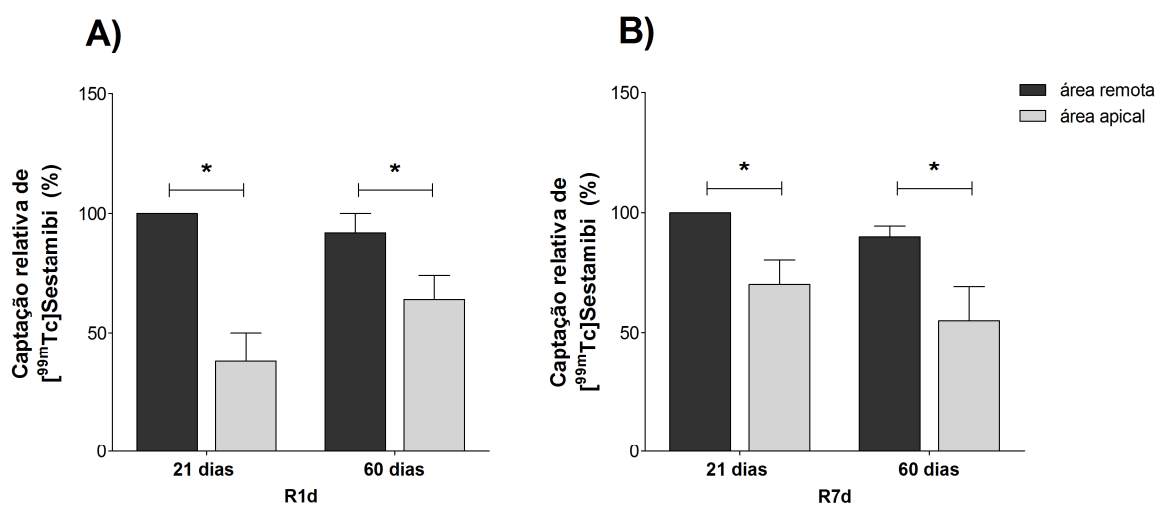 A)
150
100
50
0
Captação relativa de
[99mTc]Sestamibi (%)
*
*
21 dias
60 dias
R1d
B)
150
100
50
0
Captação relativa de
[99mTc]Sestamibi (%)
*
*
21 dias
60 dias
R7d
área remota
área apical